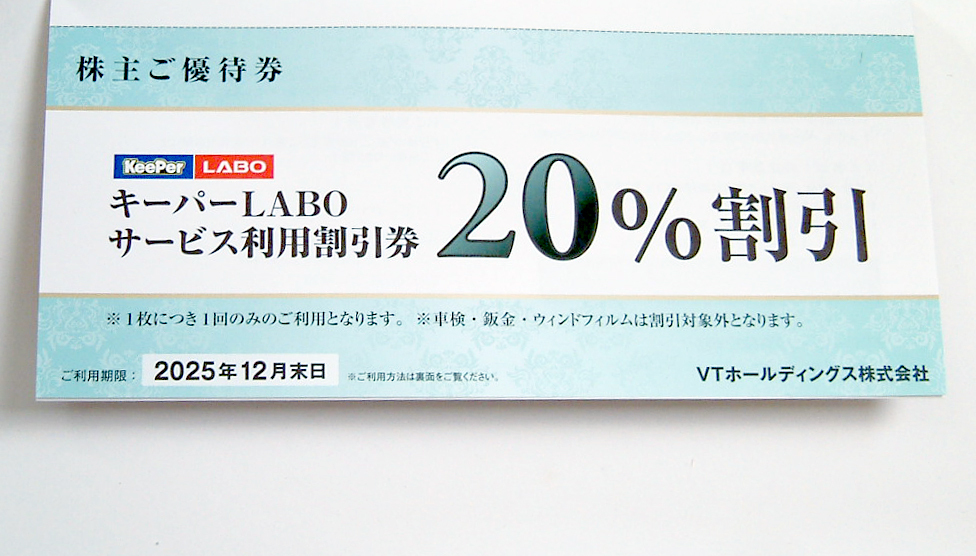 株主ご優待券
KeePer LABO
キーパーLABO
サービス利用割引券
20%割引
※1枚につき1回のみのご利用となります。 ※車検・鈑金・ウィンドフィルムは割引対象外となります。
ご利用期限： 2025年12月末日 ※ご利用方法は裏面をご覧ください。 VTホールディングス株式会社